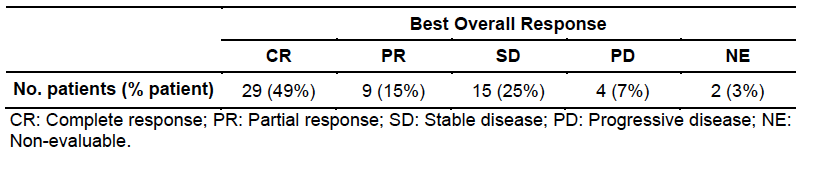 Best Overall Response
CR PR SD PD NE
No. patients (% patient) 29 (49%) 9 (15%) 15 (25%) 4 (7%) 2 (3%)
CR: Complete response; PR: Partial response; SD: Stable disease; PD: Progressive disease; NE:
Non-evaluable.